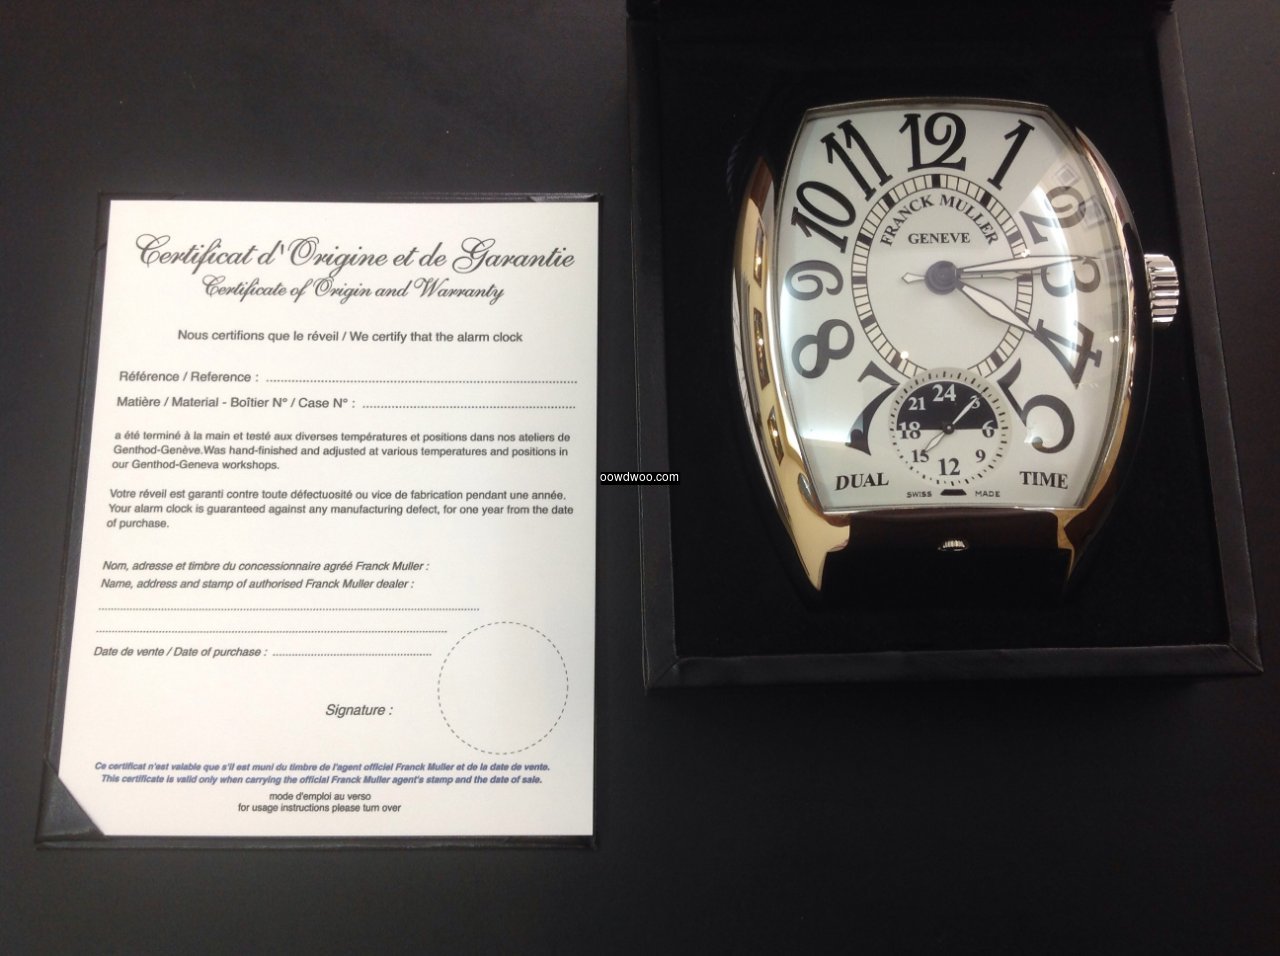 Certificat d'Origine et de Garantie
Certificate of Origin and Warranty
Nous certifions que le réveil / We certify that the alarm clock
Référence / Reference :
Matière / Material - Boîtier N° / Case N° :
a été terminé à la main et testé aux diverses températures et positions dans nos ateliers de
Genthod-Genève.Was hand-finished and adjusted at various temperatures and positions in
our Genthod-Geneva workshops.
Votre réveil est garanti contre toute défectuosité ou vice de fabrication pendant une année.
Your alarm clock is guaranteed against any manufacturing defect, for one year from the date
of purchase.
Nom, adresse et timbre du concessionnaire agréé Franck Muller :
Name, address and stamp of authorised Franck Muller dealer :
Date de vente / Date of purchase :
Signature :
Ce certificat n'est valable que s'il est muni du timbre de l'agent officiel Franck Muller et de la date de vente.
This certificate is valid only when carrying the official Franck Muller agent's stamp and the date of sale.
mode d'emploi au verso
for usage instructions please turn over
oowdwoo.com
12
1
2
3
4
5
7
8
9
10
11
FRANCK MULLER
GENEVE
24
3
6
9
12
15
18
21
DUAL TIME
SWISS MADE